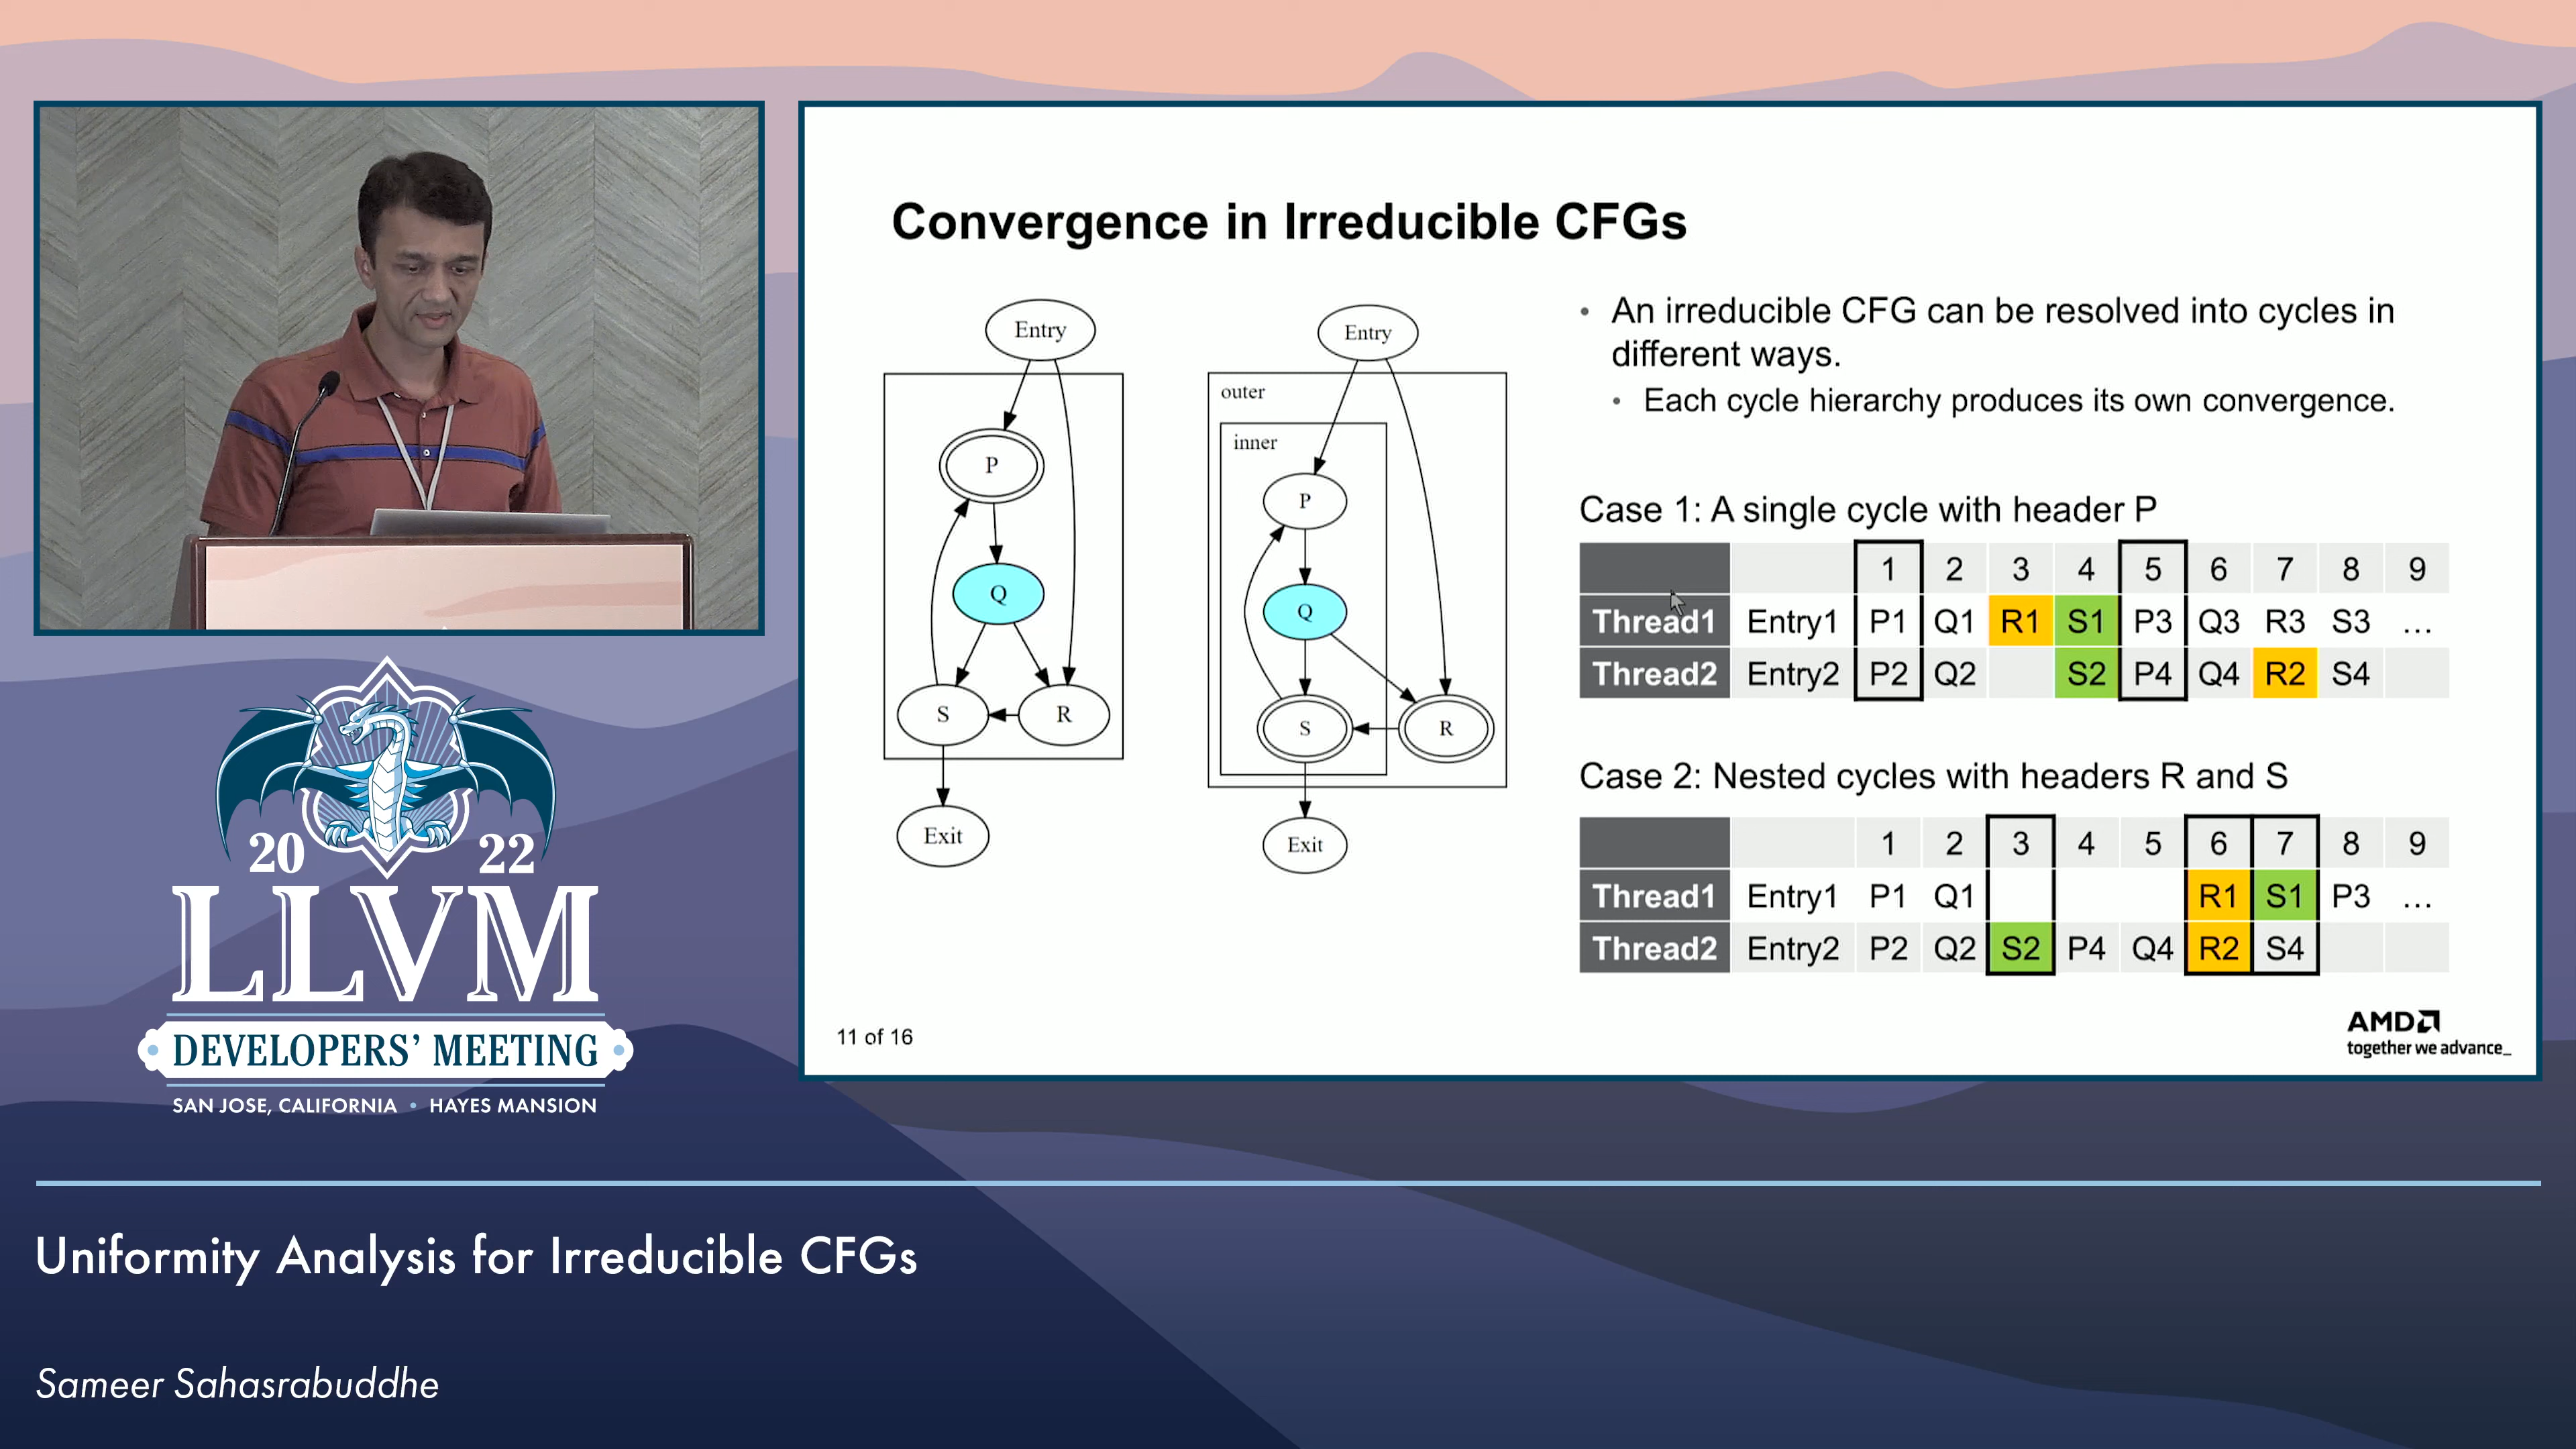 Convergence in Irreducible CFGs
Entry
P
Q
S
R
Exit
Entry
outer
inner
P
Q
S
R
Exit
• An irreducible CFG can be resolved into cycles in
different ways.
• Each cycle hierarchy produces its own convergence.
Case 1: A single cycle with header P
1 2 3 4 5 6 7 8 9
Thread1 Entry1 P1 Q1 R1 S1 P3 Q3 R3 S3 ...
Thread2 Entry2 P2 Q2 S2 P4 Q4 R2 S4
Case 2: Nested cycles with headers R and S
1 2 3 4 5 6 7 8 9
Thread1 Entry1 P1 Q1 R1 S1 P3 ...
Thread2 Entry2 P2 Q2 S2 P4 Q4 R2 S4
11 of 16
AMD
together we advance_
20 22
LLVM
DEVELOPERS' MEETING
SAN JOSE, CALIFORNIA • HAYES MANSION
Uniformity Analysis for Irreducible CFGs
Sameer Sahasrabuddhe